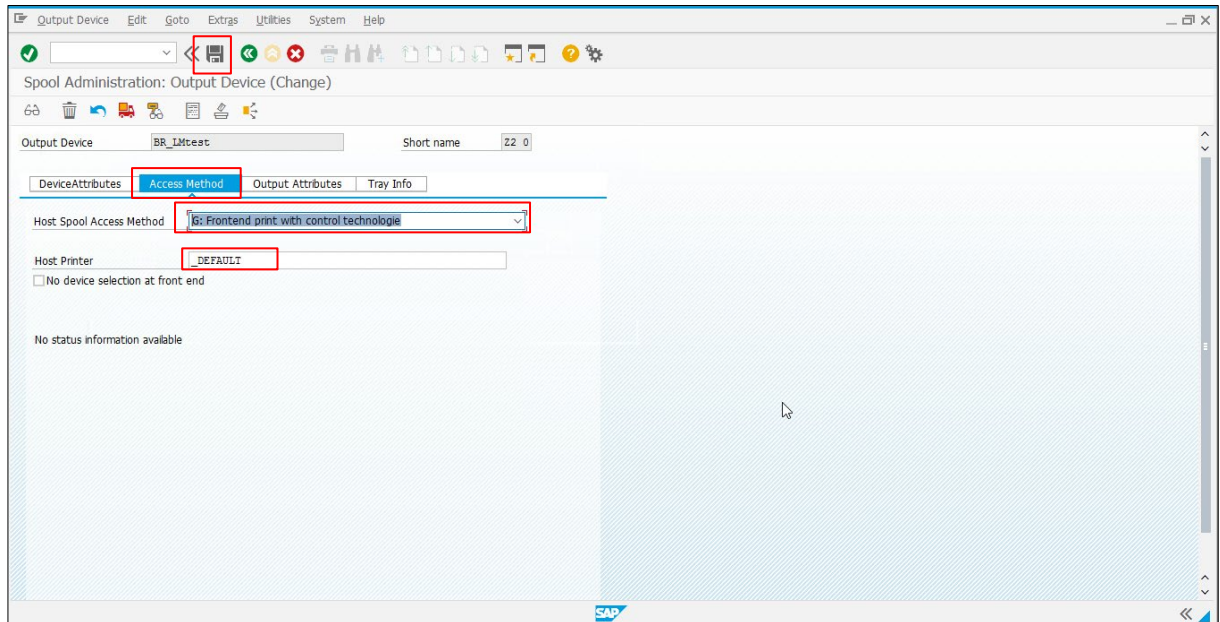 Output Device Edit Goto Extras Utilities System Help
Spool Administration: Output Device (Change)
Output Device BR_LMtest Short name Z2 0
DeviceAttributes Access Method Output Attributes Tray Info
Host Spool Access Method G: Frontend print with control technologie
Host Printer _DEFAULT
No device selection at front end
No status information available
SAP